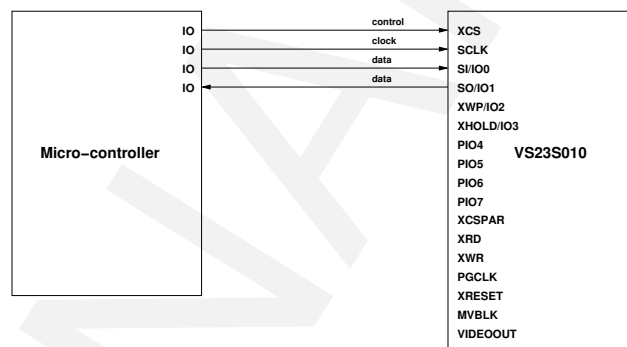 IO control XCS
IO clock SCLK
IO data SI/IO0
IO data SO/IO1
XWP/IO2
XHOLD/IO3
PIO4
Micro-controller VS23S010
PIO5
PIO6
PIO7
XCSPAR
XRD
XWR
PGCLK
XRESET
MVBLK
VIDEOOUT